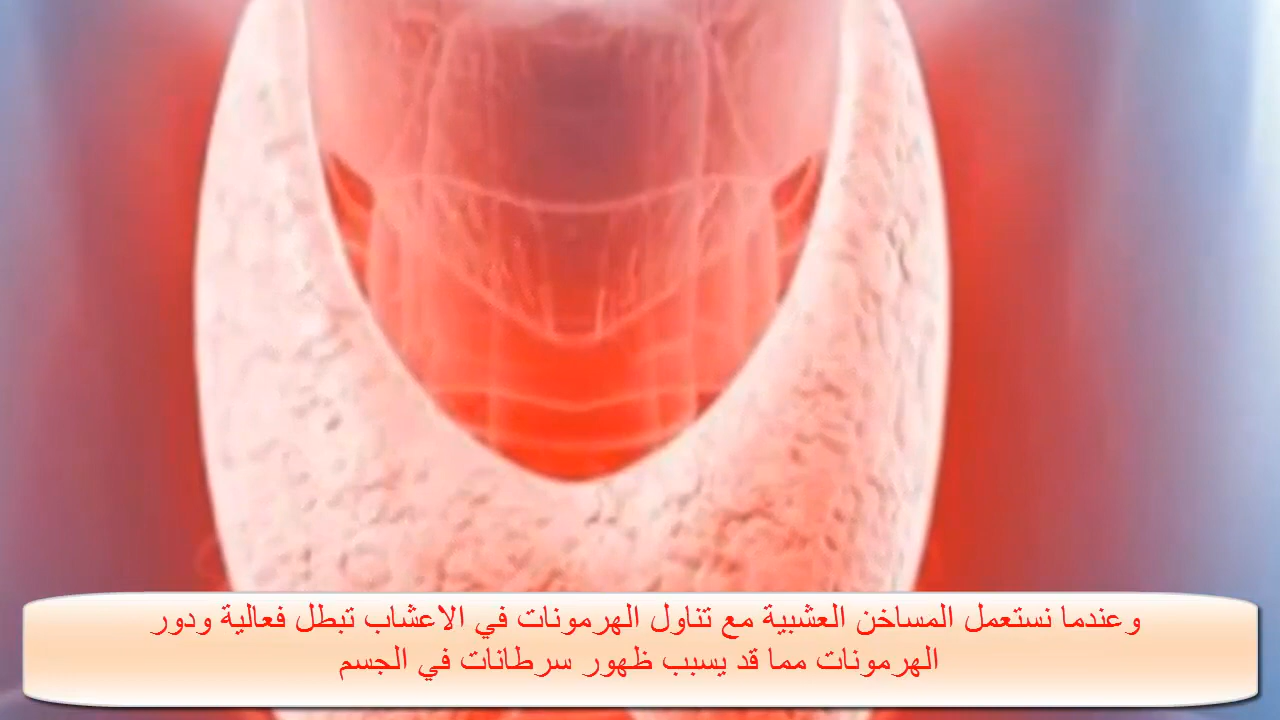 وعندما نستعمل المساخن العشبية مع تناول الهرمونات في الاعشاب تبطل فعالية ودور
الهرمونات مما قد يسبب ظهور سرطانات في الجسم